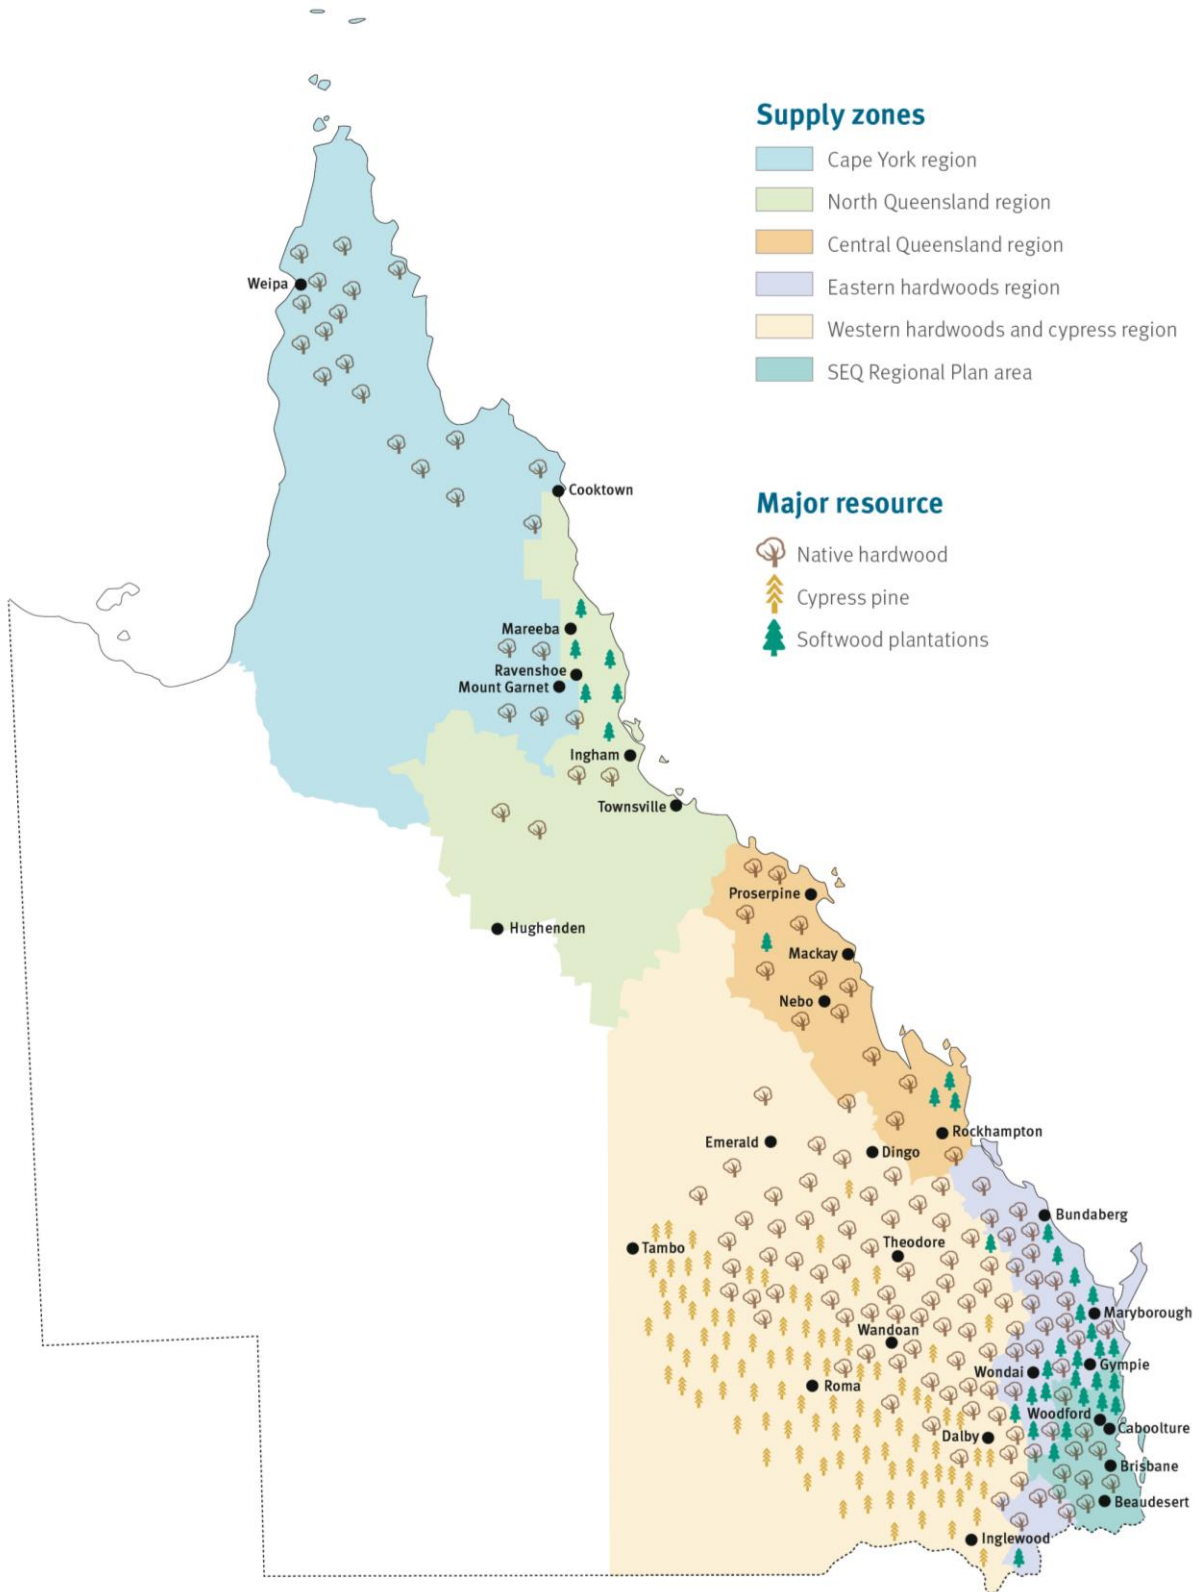 Supply zones
Cape York region
North Queensland region
Central Queensland region
Eastern hardwoods region
Western hardwoods and cypress region
SEQ Regional Plan area
Weipa
Cooktown
Major resource
Native hardwood
Cypress pine
Softwood plantations
Mareeba
Ravenshoe
Mount Garnet
Ingham
Townsville
Proserpine
Hughenden
Mackay
Nebo
Rockhampton
Emerald
Dingo
Bundaberg
Theodore
Tambo
Maryborough
Wandoan
Gympie
Wondai
Roma
Woodford
Caboolture
Dalby
Brisbane
Beaudesert
Inglewood